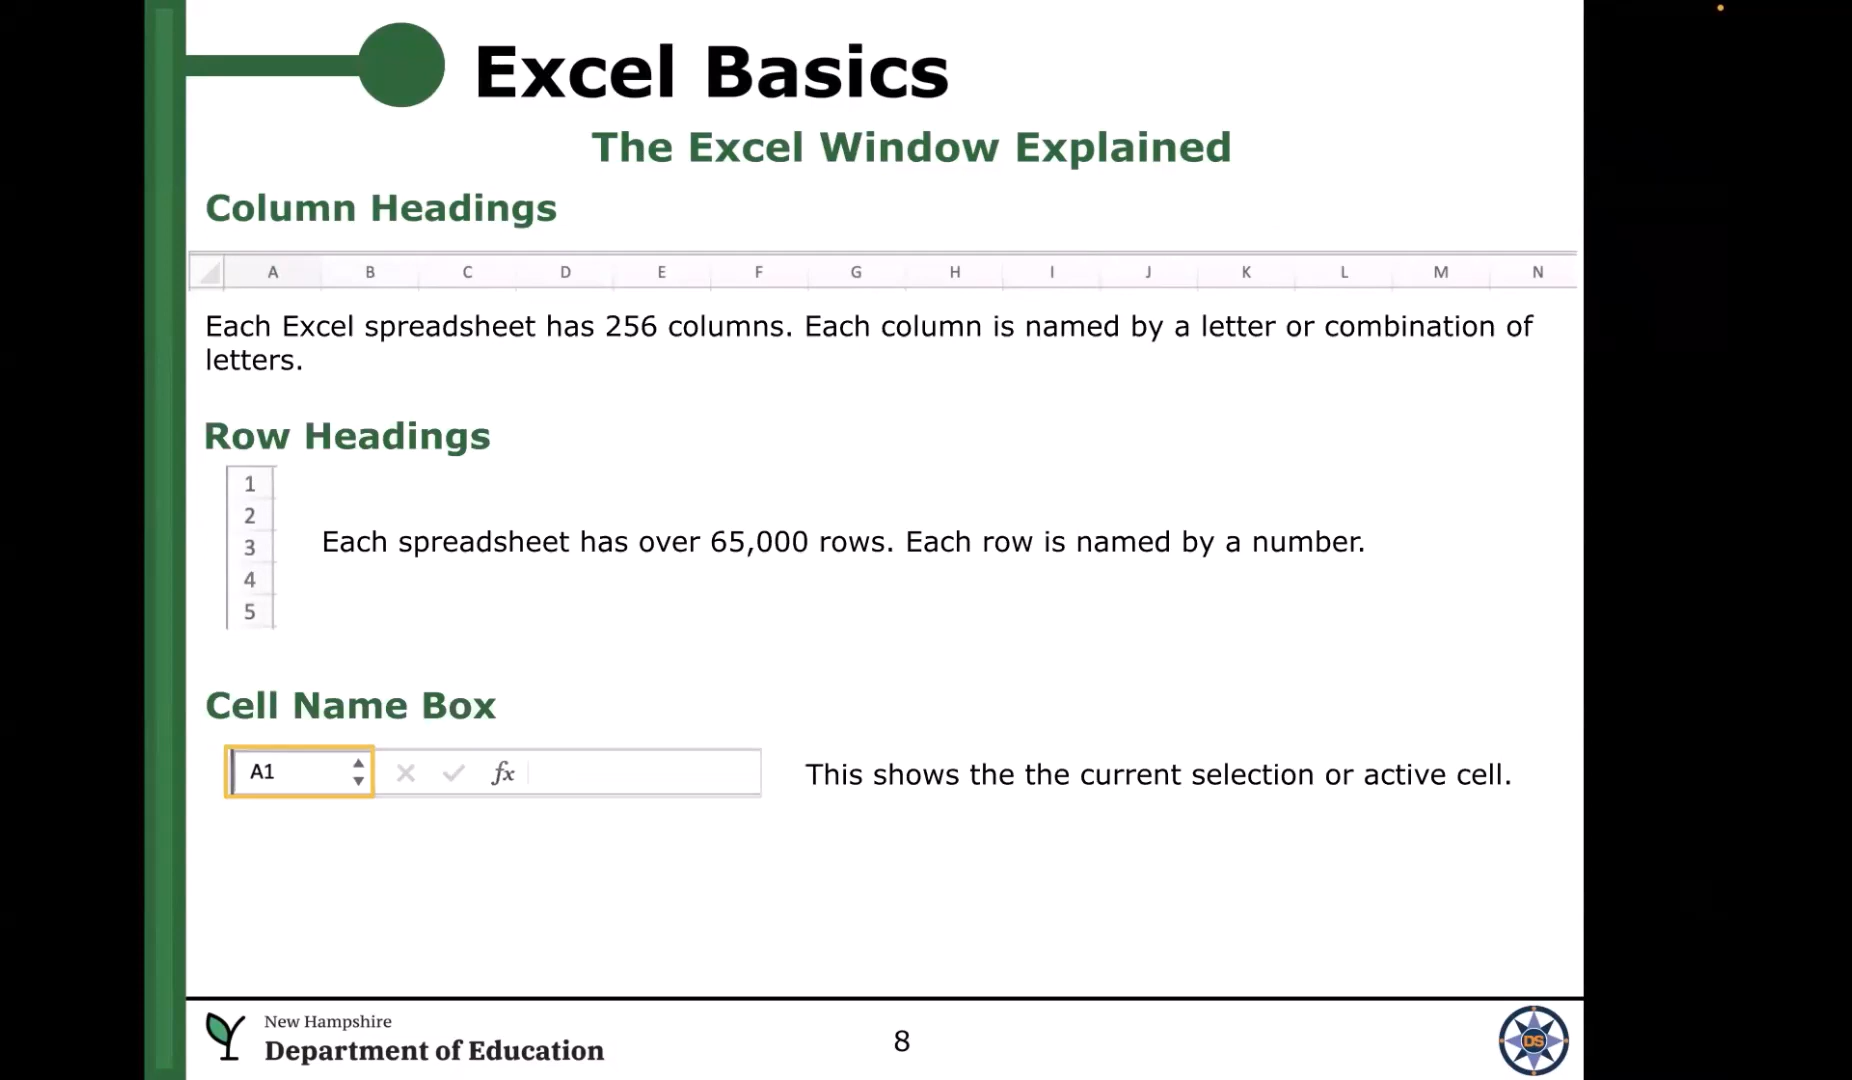 Excel Basics
The Excel Window Explained
Column Headings
A B C D E F G H I J K L M N
Each Excel spreadsheet has 256 columns. Each column is named by a letter or combination of
letters.
Row Headings
1
2
3
4
5
Each spreadsheet has over 65,000 rows. Each row is named by a number.
Cell Name Box
A1 fx
This shows the the current selection or active cell.
New Hampshire
Department of Education
8
DS